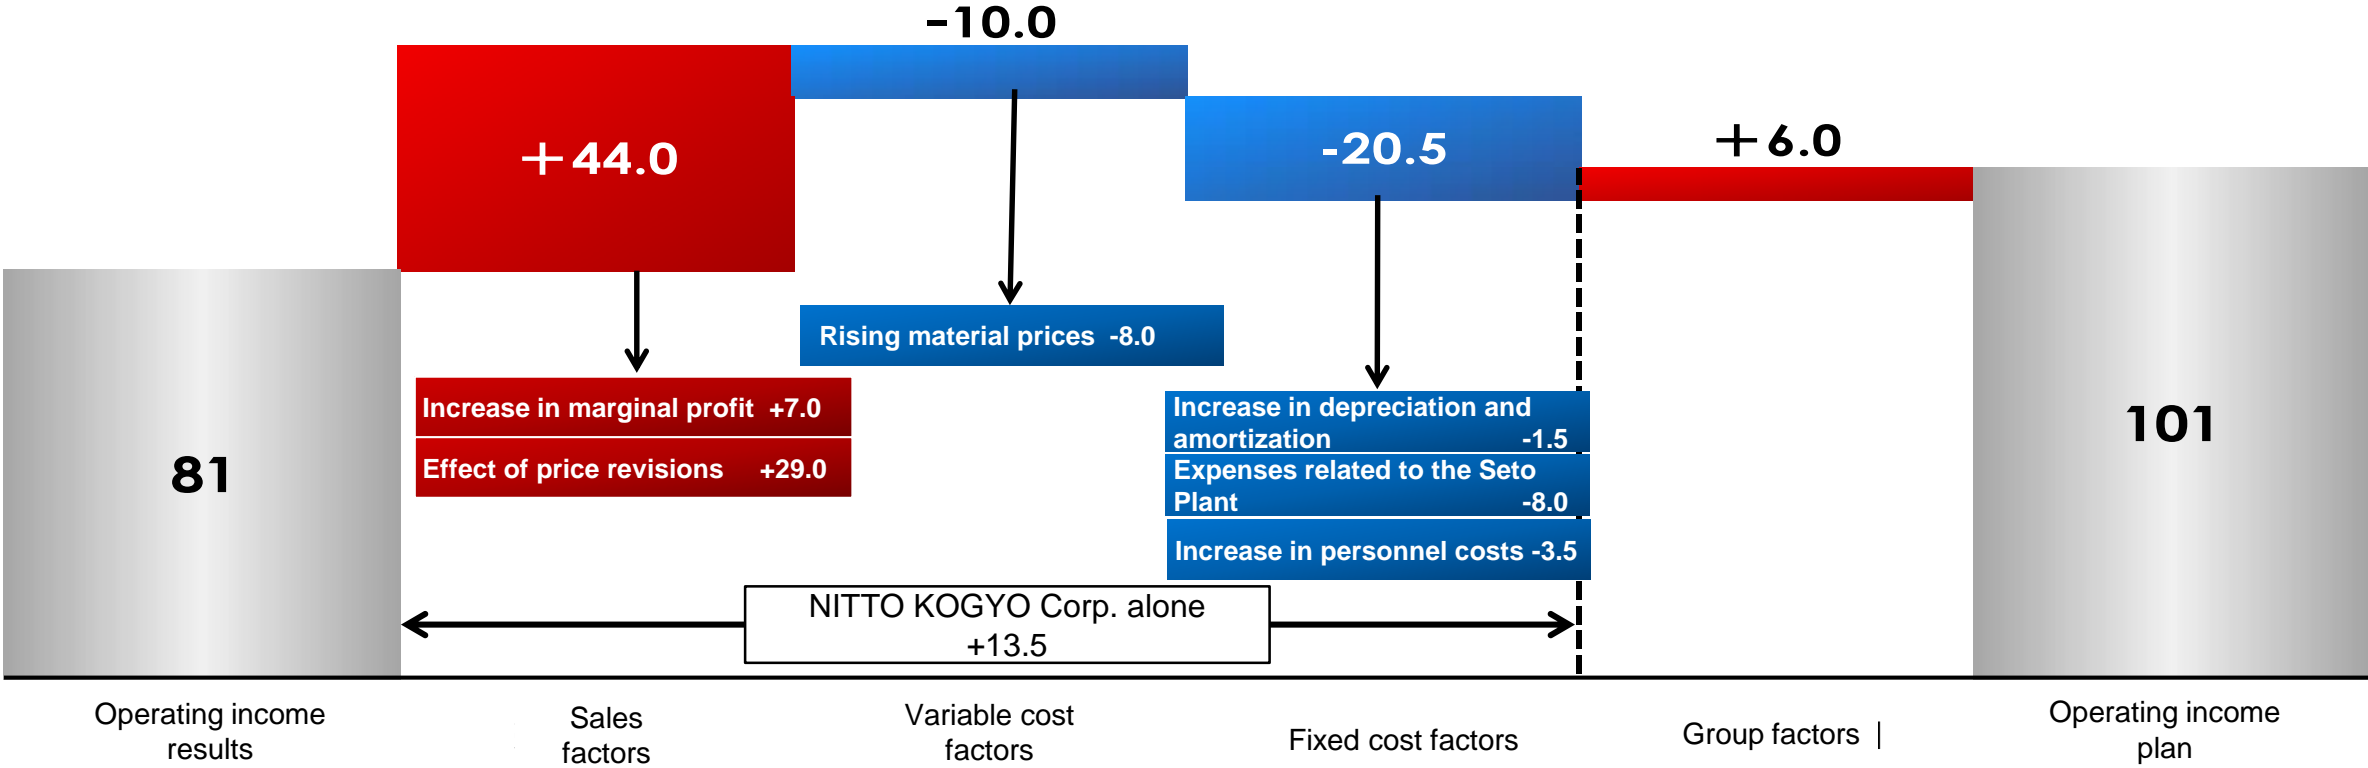 -10.0
+44.0
-20.5
+6.0
Rising material prices -8.0
Increase in marginal profit +7.0
Effect of price revisions +29.0
Increase in depreciation and
amortization -1.5
Expenses related to the Seto
Plant -8.0
Increase in personnel costs -3.5
81
101
NITTO KOGYO Corp. alone
+13.5
Operating income
results
Sales
factors
Variable cost
factors
Fixed cost factors
Group factors
Operating income
plan